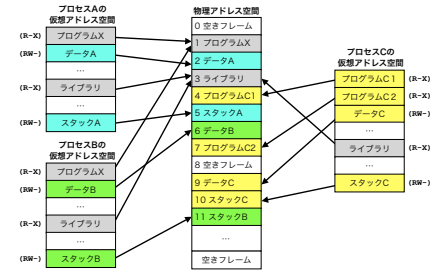 プロセスAの
仮想アドレス空間
(R-X) プログラムX
(RW-) データA
...
(R-X) ライブラリ
...
(RW-) スタックA
プロセスBの
仮想アドレス空間
(R-X) プログラムX
(RW-) データB
...
(R-X) ライブラリ
...
(RW-) スタックB
物理アドレス空間
0 空きフレーム
1 プログラムX
2 データA
3 ライブラリ
4 プログラムC1
5 スタックA
6 データB
7 プログラムC2
8 空きフレーム
9 データC
10 スタックC
11 スタックB
...
空きフレーム
プロセスCの
仮想アドレス空間
プログラムC1 (R-X)
プログラムC2 (R-X)
データC (RW-)
...
ライブラリ (R-X)
...
スタックC (RW-)